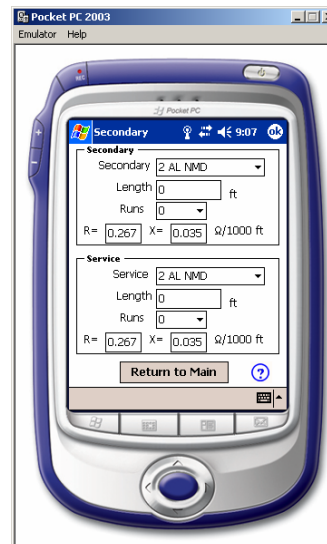 Pocket PC 2003
Emulator Help
REC
Pocket PC
Secondary 9:07 ok
Secondary
Secondary 2 AL NMD
Length 0 ft
Runs 0
R= 0.267 X= 0.035 Ω/1000 ft
Service
Service 2 AL NMD
Length 0 ft
Runs 0
R= 0.267 X= 0.035 Ω/1000 ft
Return to Main ?